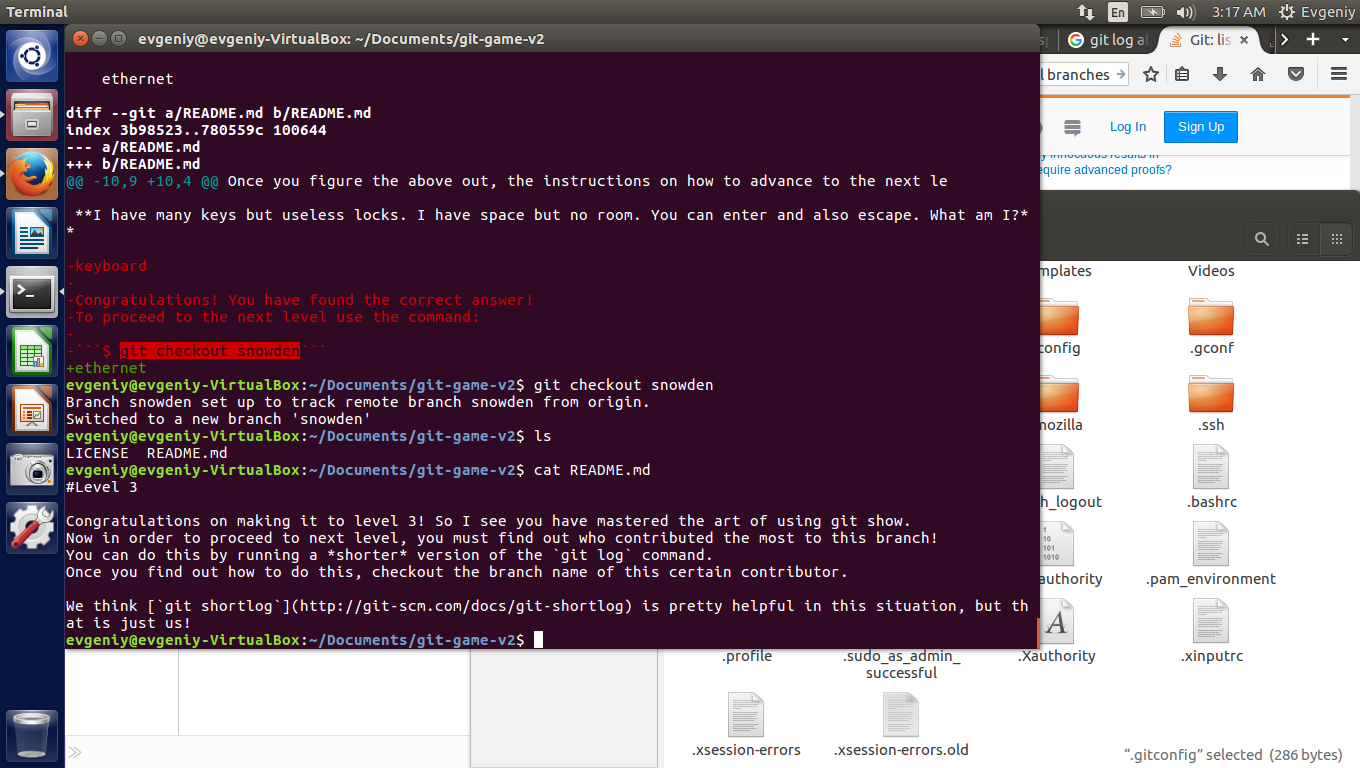 Terminal
En
3:17 AM
Evgeniy
evgeniy@evgeniy-VirtualBox: ~/Documents/git-game-v2
git log al
Git: lis
l branches
Log In
Sign Up
y innocuous results in
equire advanced proofs?
ethernet
diff --git a/README.md b/README.md
index 3b98523..780559c 100644
--- a/README.md
+++ b/README.md
@@ -10,9 +10,4 @@ Once you figure the above out, the instructions on how to advance to the next le
**I have many keys but useless locks. I have space but no room. You can enter and also escape. What am I?*
*
-keyboard
-
-Congratulations! You have found the correct answer!
-To proceed to the next level use the command:
-
-```$ git checkout snowden```
+ethernet
evgeniy@evgeniy-VirtualBox:~/Documents/git-game-v2$ git checkout snowden
Branch snowden set up to track remote branch snowden from origin.
Switched to a new branch 'snowden'
evgeniy@evgeniy-VirtualBox:~/Documents/git-game-v2$ ls
LICENSE  README.md
evgeniy@evgeniy-VirtualBox:~/Documents/git-game-v2$ cat README.md
#Level 3
Congratulations on making it to level 3! So I see you have mastered the art of using git show.
Now in order to proceed to next level, you must find out who contributed the most to this branch!
You can do this by running a *shorter* version of the `git log` command.
Once you find out how to do this, checkout the branch name of this certain contributor.
We think [`git shortlog`](http://git-scm.com/docs/git-shortlog) is pretty helpful in this situation, but th
at is just us!
evgeniy@evgeniy-VirtualBox:~/Documents/git-game-v2$
mplates
Videos
config
.gconf
mozilla
.ssh
h_logout
.bashrc
authority
.pam_environment
.profile
.sudo_as_admin_
successful
.Xauthority
.xinputrc
.xsession-errors
.xsession-errors.old
“.gitconfig” selected (286 bytes)